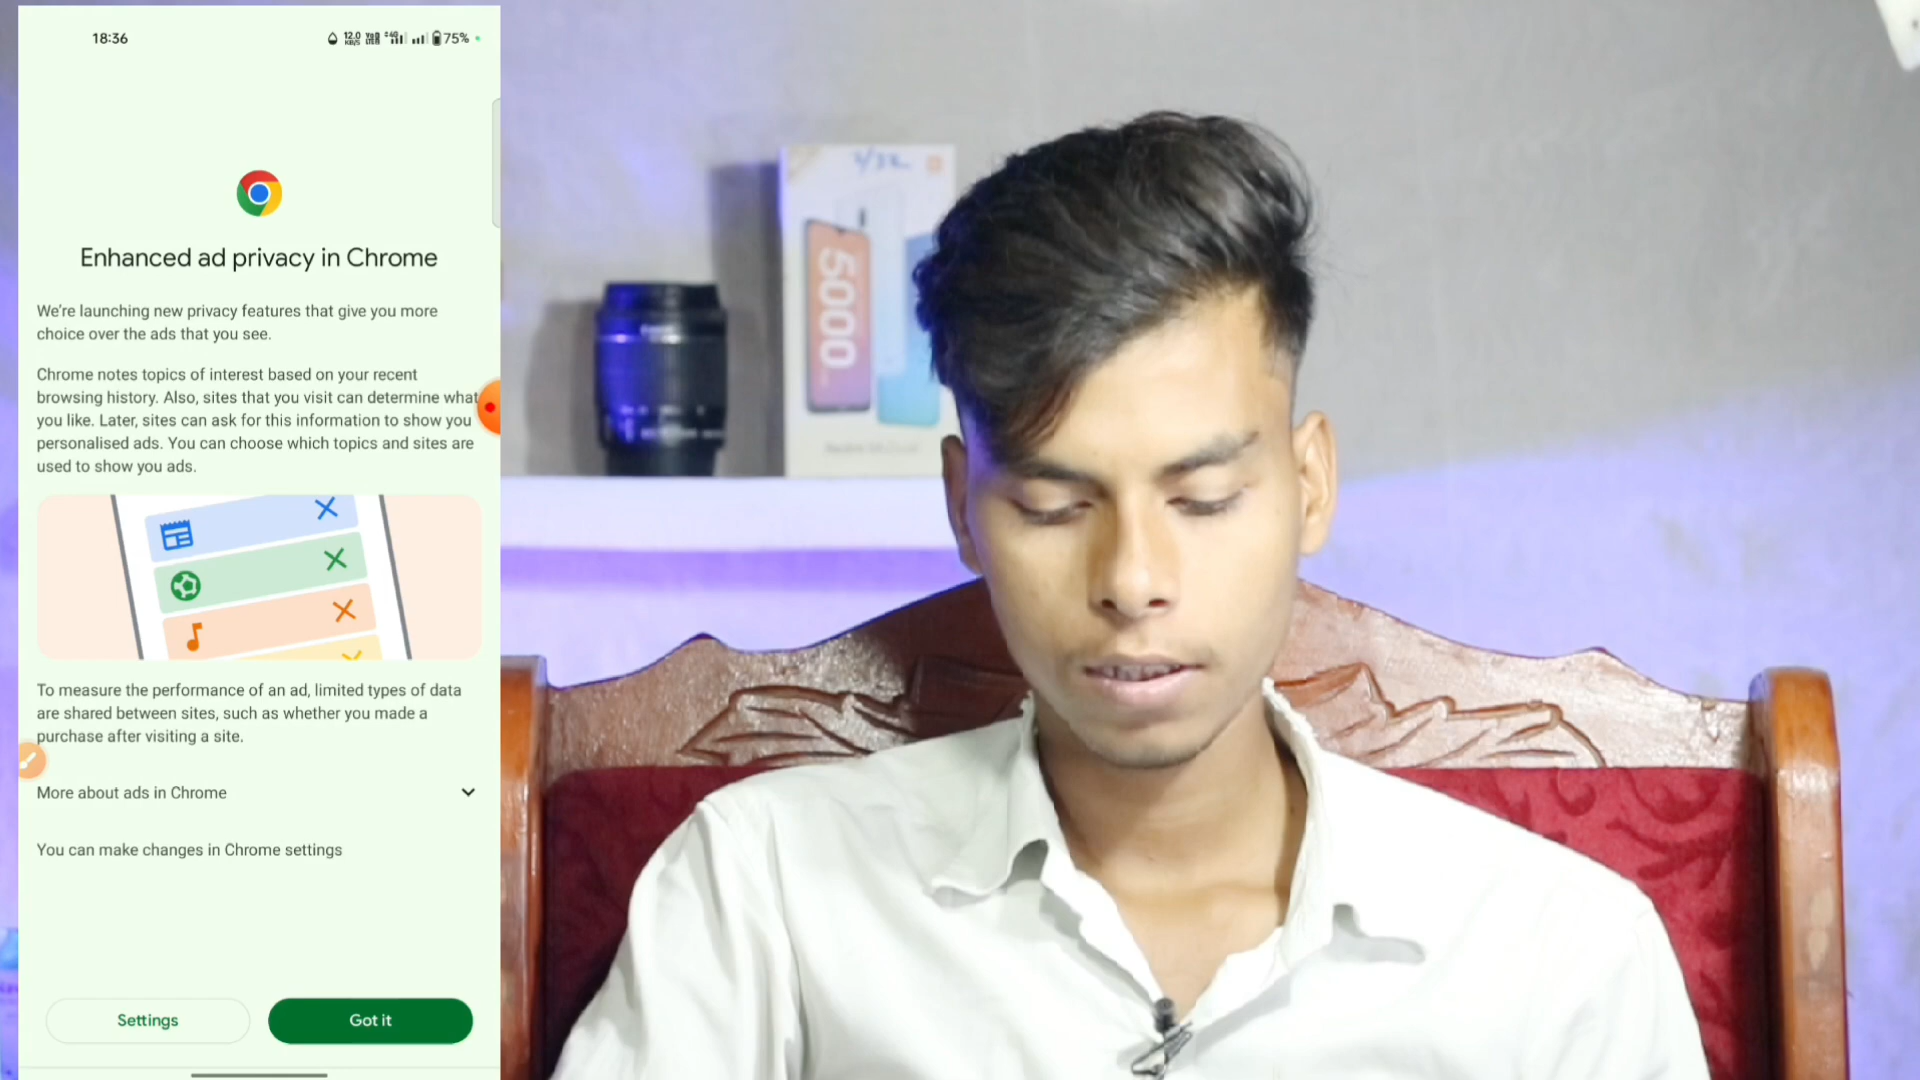 18:36
12.0
KB/S
4G
75%
Enhanced ad privacy in Chrome
We're launching new privacy features that give you more
choice over the ads that you see.
Chrome notes topics of interest based on your recent
browsing history. Also, sites that you visit can determine what
you like. Later, sites can ask for this information to show you
personalised ads. You can choose which topics and sites are
used to show you ads.
To measure the performance of an ad, limited types of data
are shared between sites, such as whether you made a
purchase after visiting a site.
More about ads in Chrome
You can make changes in Chrome settings
Settings
Got it
5000